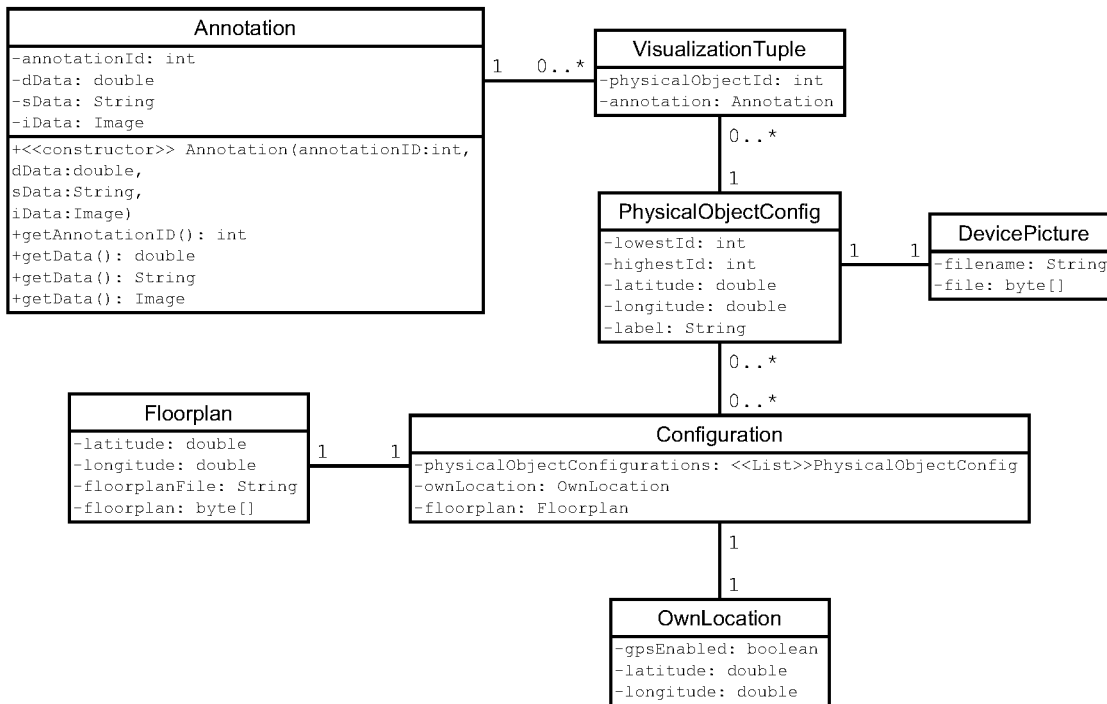 Annotation
-annotationId: int
-dData: double
-sData: String
-iData: Image
+<<constructor>> Annotation(annotationID:int,
dData:double,
sData:String,
iData:Image)
+getAnnotationID(): int
+getData(): double
+getData(): String
+getData(): Image
1 0..*
VisualizationTuple
-physicalObjectId: int
-annotation: Annotation
0..*
1
PhysicalObjectConfig
-lowestId: int
-highestId: int
-latitude: double
-longitude: double
-label: String
1 1
DevicePicture
-filename: String
-file: byte[]
0..*
0..*
Floorplan
-latitude: double
-longitude: double
-floorplanFile: String
-floorplan: byte[]
1 1
Configuration
-physicalObjectConfigurations: <<List>>PhysicalObjectConfig
-ownLocation: OwnLocation
-floorplan: Floorplan
1
1
OwnLocation
-gpsEnabled: boolean
-latitude: double
-longitude: double